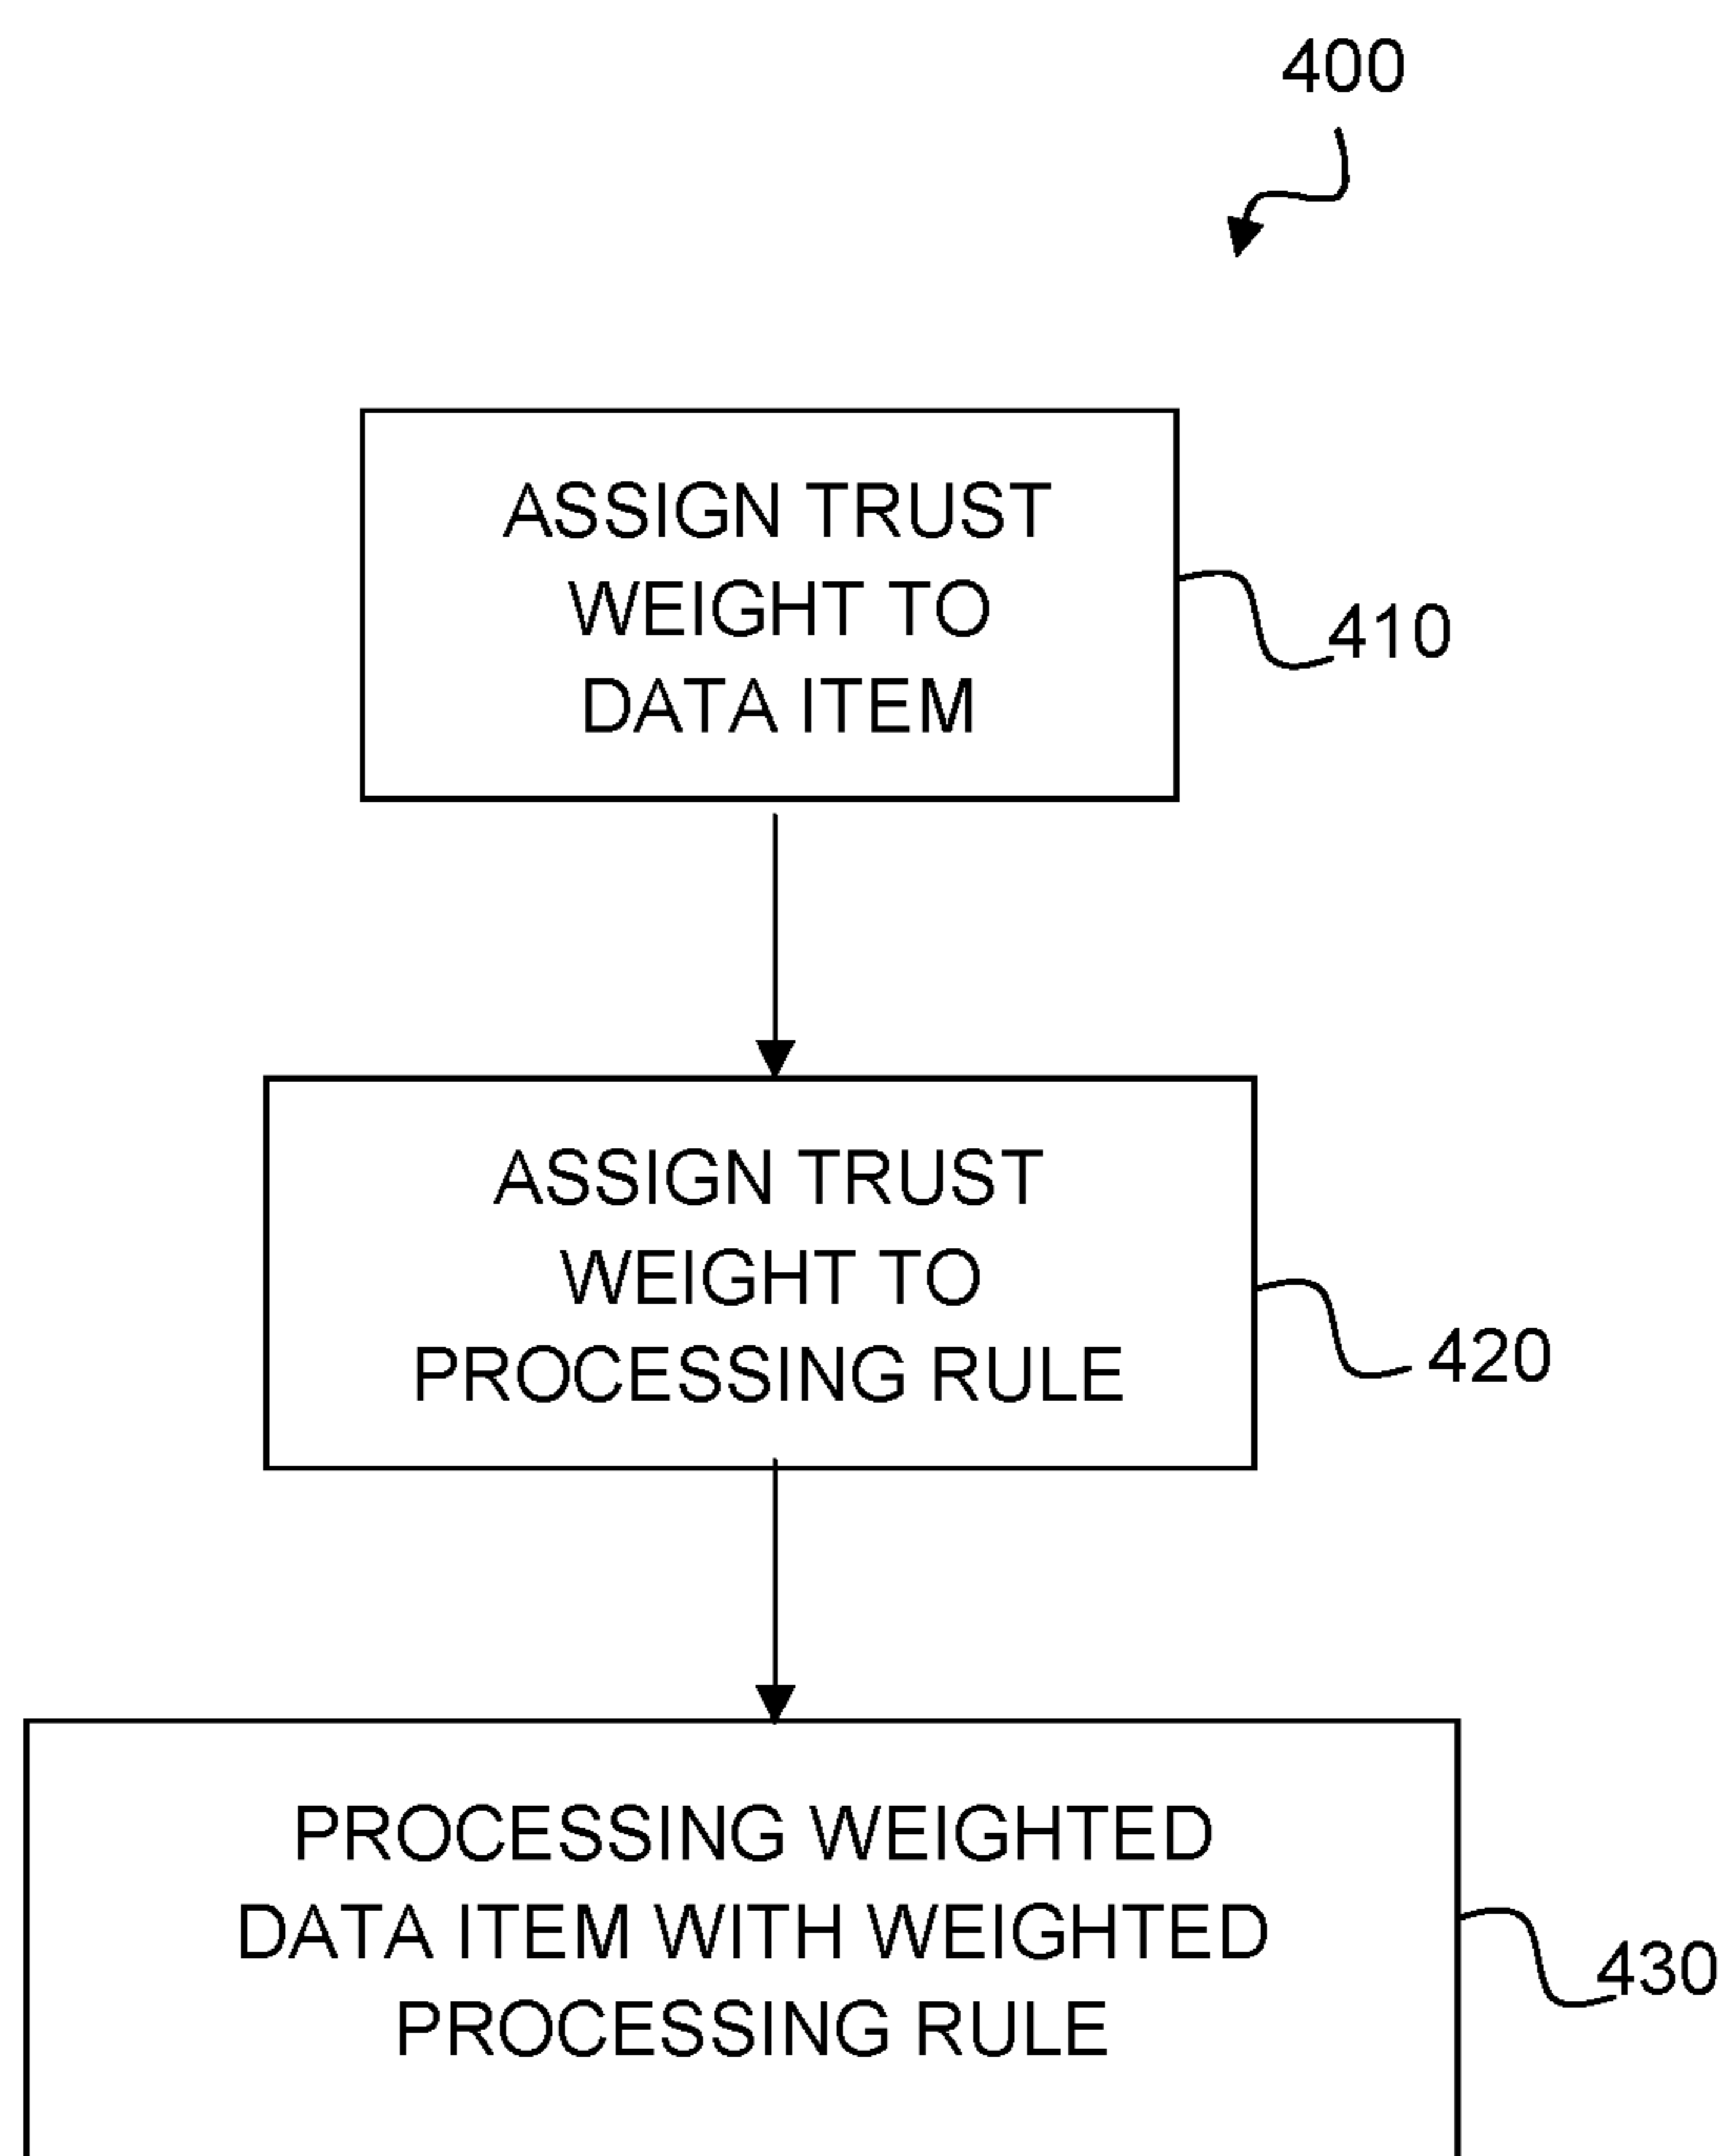 400
ASSIGN TRUST
WEIGHT TO
DATA ITEM
410
ASSIGN TRUST
WEIGHT TO
PROCESSING RULE
420
PROCESSING WEIGHTED
DATA ITEM WITH WEIGHTED
PROCESSING RULE
430